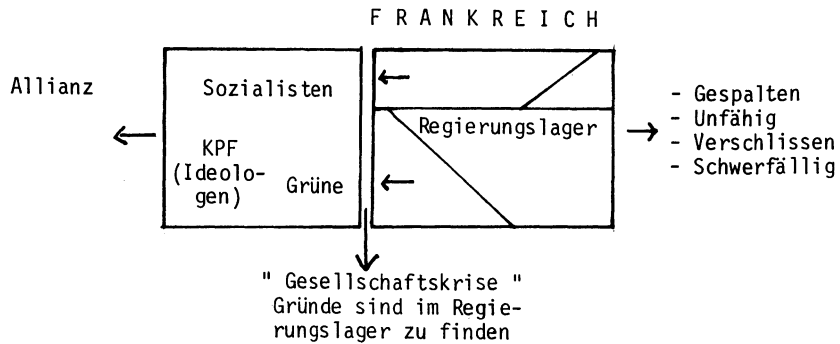 F R A N K R E I C H
Allianz
Sozialisten
KPF
(Ideolo-
gen)
Grüne
Regierungslager
- Gespalten
- Unfähig
- Verschlissen
- Schwerfällig
" Gesellschaftskrise "
Gründe sind im Regie-
rungslager zu finden